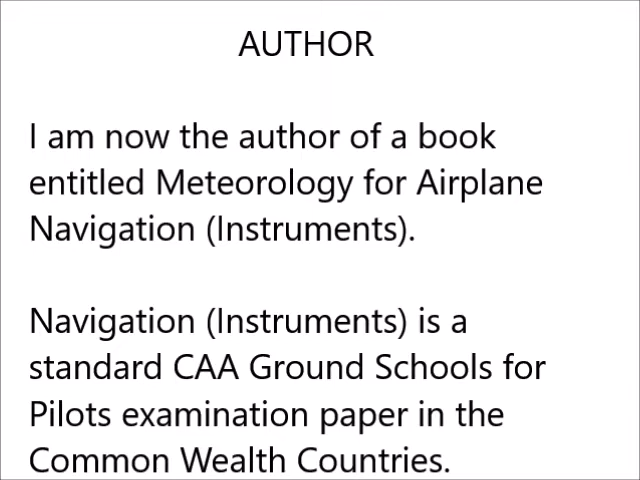 AUTHOR
I am now the author of a book
entitled Meteorology for Airplane
Navigation (Instruments).
Navigation (Instruments) is a
standard CAA Ground Schools for
Pilots examination paper in the
Common Wealth Countries.